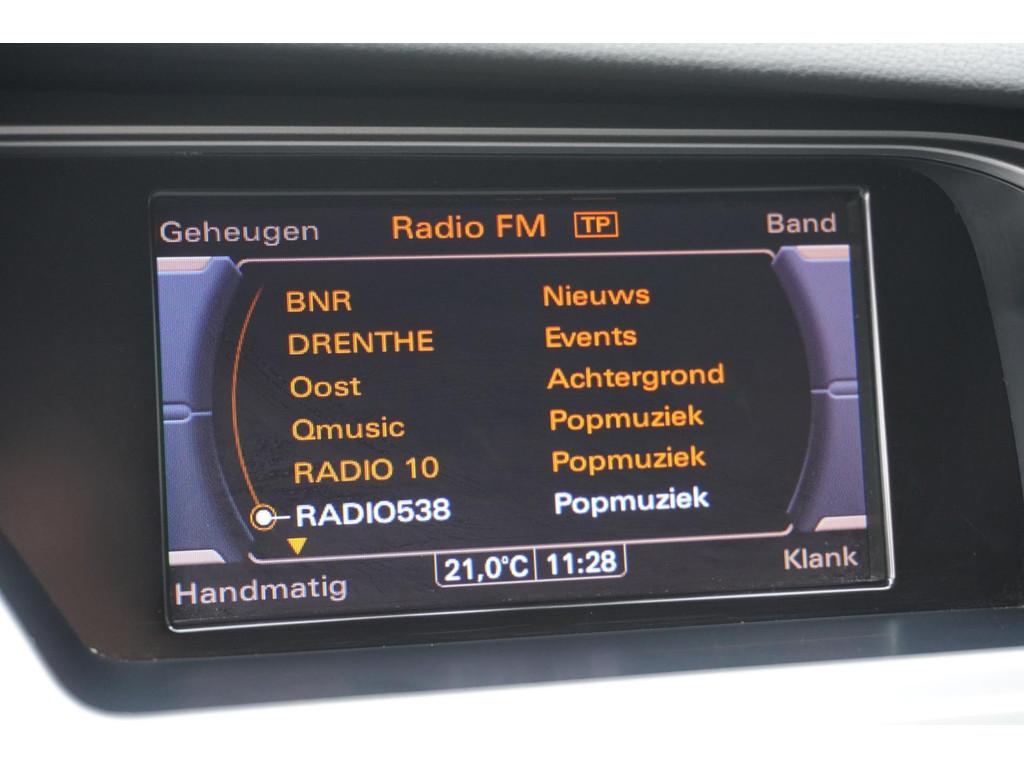 Geheugen Radio FM TP Band
BNR Nieuws
DRENTHE Events
Oost Achtergrond
Qmusic Popmuziek
RADIO 10 Popmuziek
RADIO538 Popmuziek
Handmatig 21,0°C 11:28 Klank